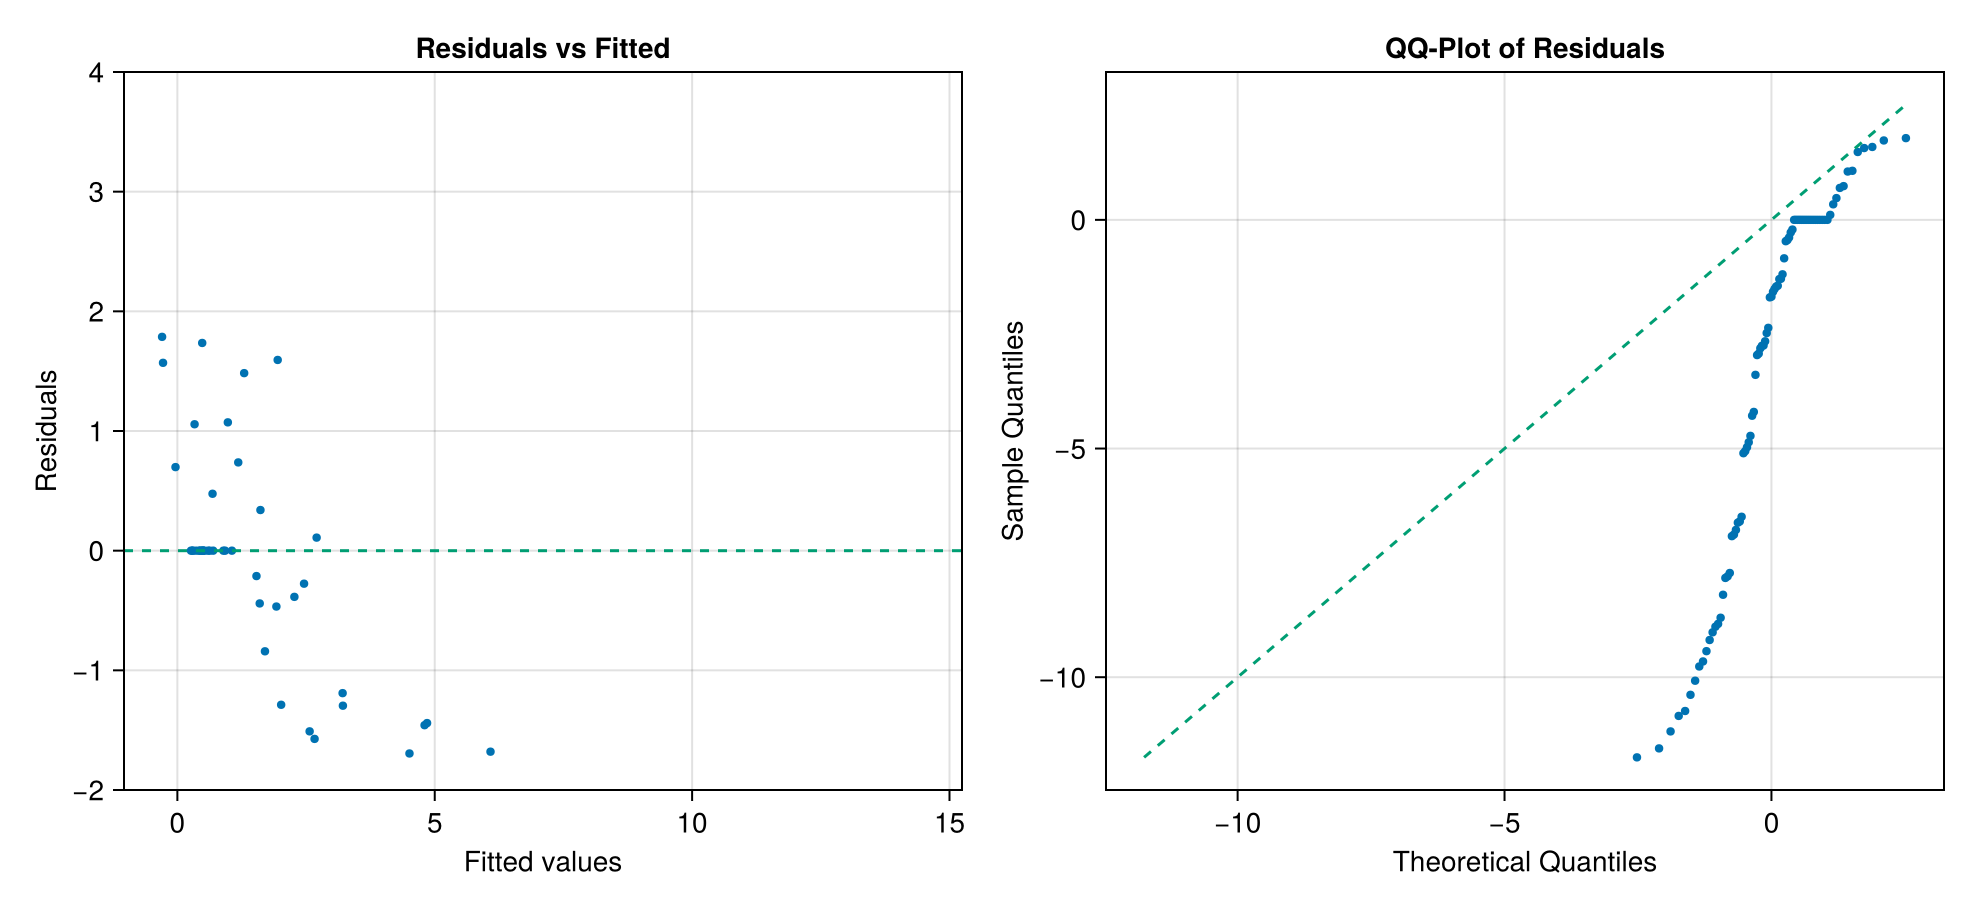 Residuals vs Fitted
4
3
2
1
0
−1
−2
Residuals
0
5
10
15
Fitted values
QQ-Plot of Residuals
0
−5
−10
Sample Quantiles
−10
−5
0
Theoretical Quantiles